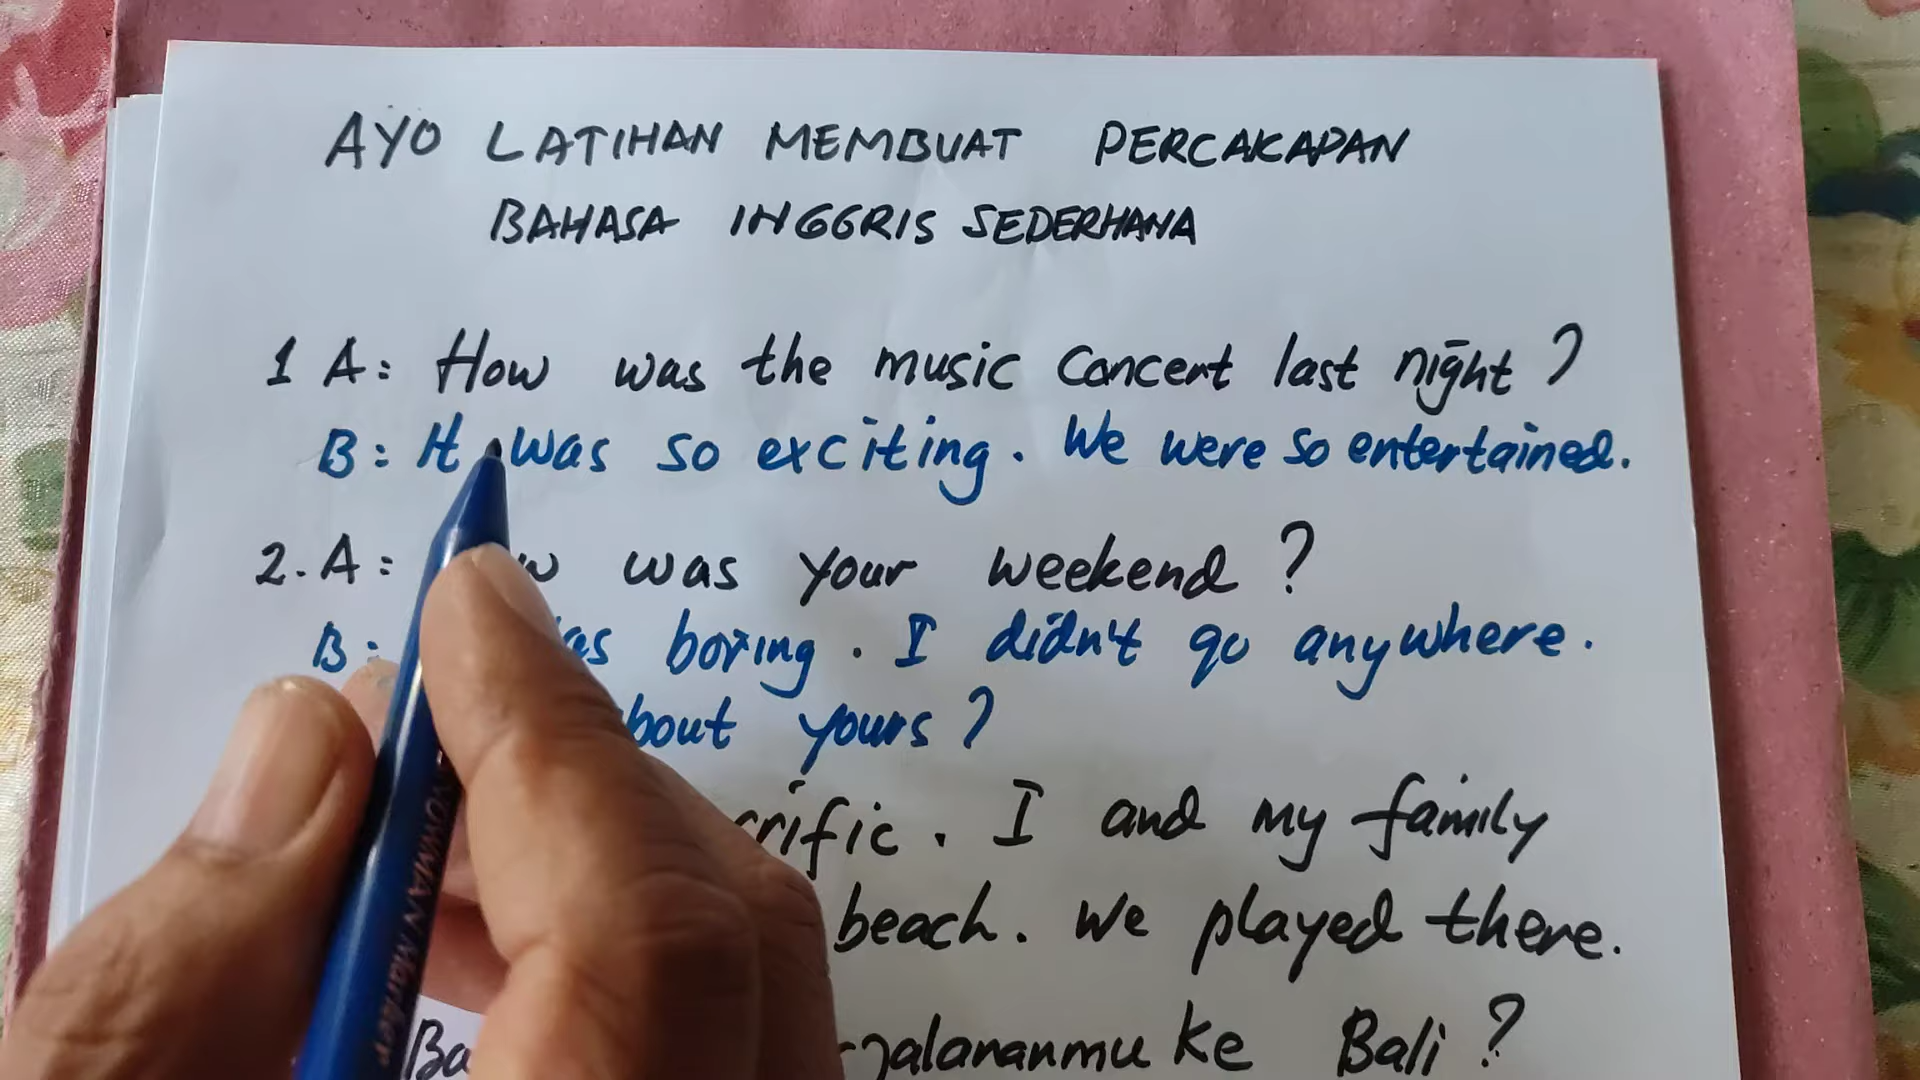 AYO LATIHAN MEMBUAT PERCAKAPAN
BAHASA INGGRIS SEDERHANA
1 A: How was the music concert last night?
B: It was so exciting. We were so entertained.
2. A: was your weekend?
B: boring. I didn't go anywhere.
yours?
I and my family
beach. We played there.
ke Bali?
SNOWMAN Marker